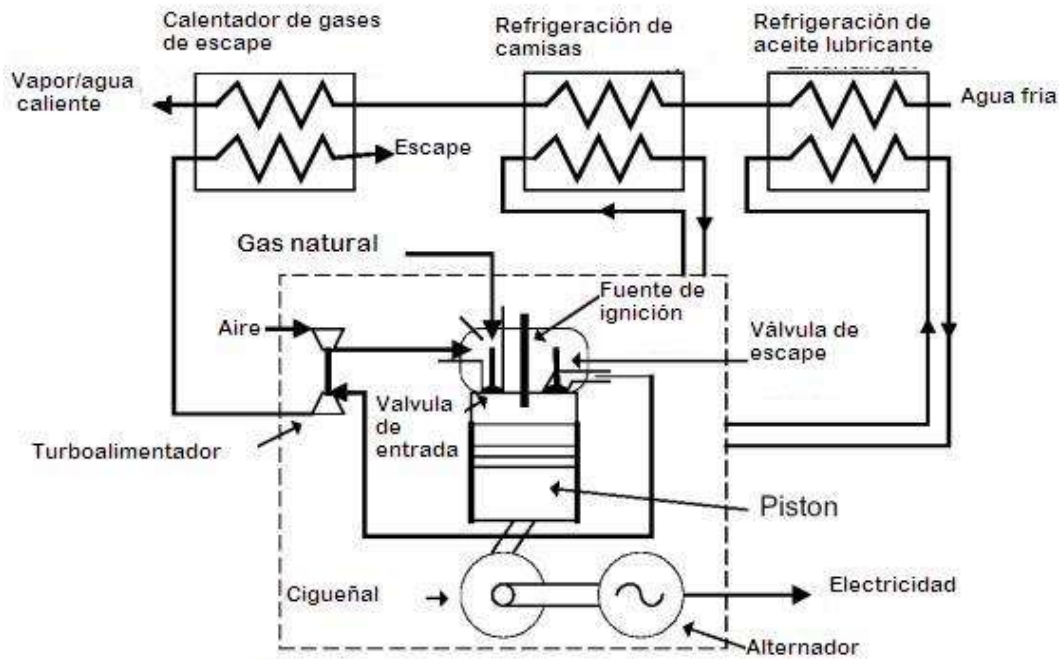 Calentador de gases
de escape
Refrigeración de
camisas
Refrigeración de
aceite lubricante
Vapor/agua
caliente
Agua fria
Escape
Gas natural
Fuente de
ignición
Aire
Válvula de
escape
Valvula
de
entrada
Turboalimentador
Piston
Cigueñal
Electricidad
Alternador